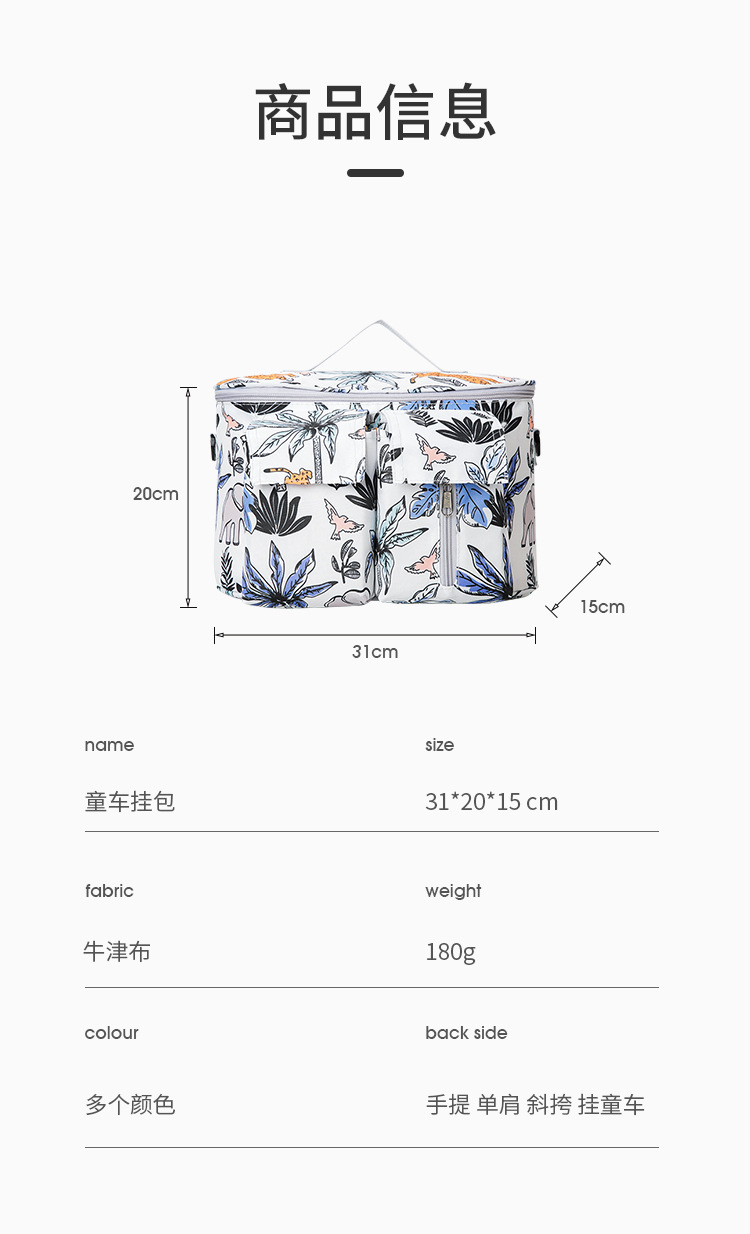 商品信息
20cm
15cm
31cm
name
size
童车挂包
31*20*15 cm
fabric
weight
牛津布
180g
colour
back side
多个颜色
手提 单肩 斜挎 挂童车